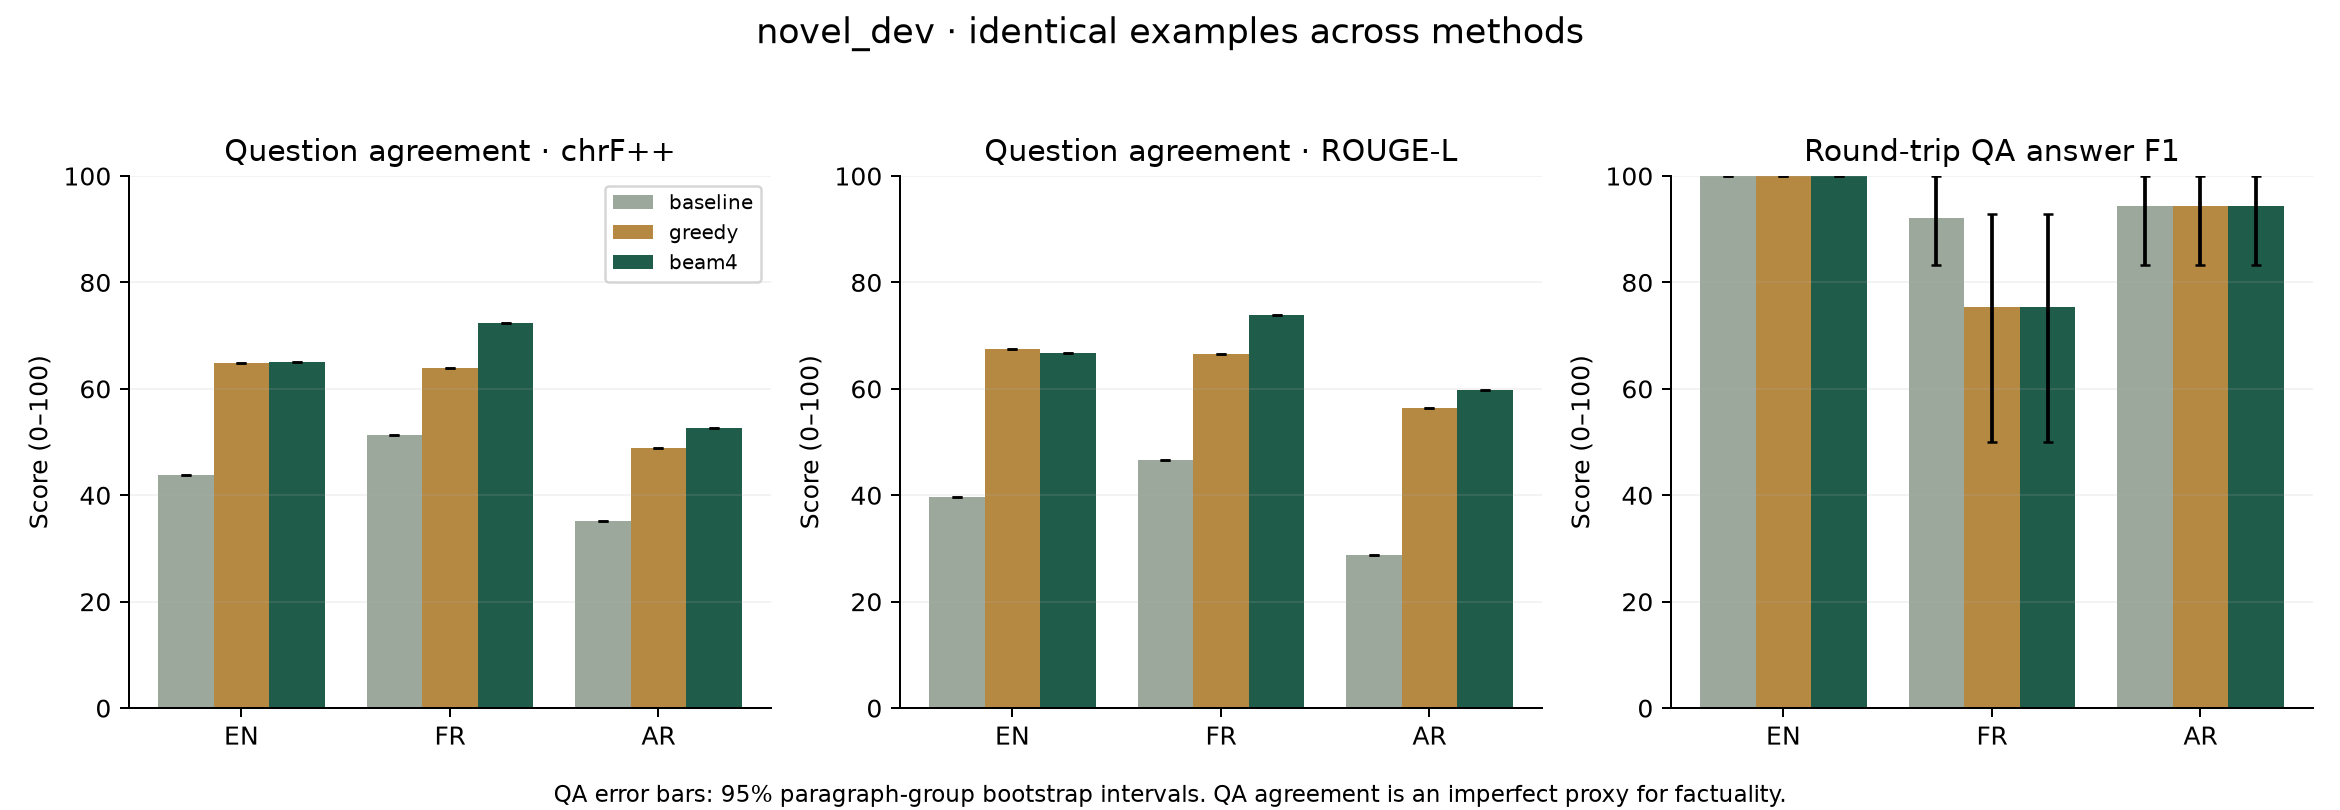 novel_dev · identical examples across methods
Question agreement · chrF++
Score (0–100)
100
80
60
40
20
0
EN FR AR
baseline
greedy
beam4
Question agreement · ROUGE-L
Score (0–100)
100
80
60
40
20
0
EN FR AR
Round-trip QA answer F1
Score (0–100)
100
80
60
40
20
0
EN FR AR
QA error bars: 95% paragraph-group bootstrap intervals. QA agreement is an imperfect proxy for factuality.